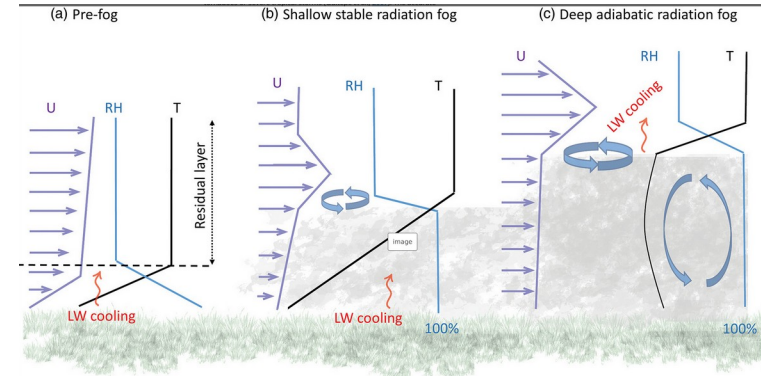 (a) Pre-fog
(b) Shallow stable radiation fog
(c) Deep adiabatic radiation fog
U
RH
T
Residual layer
LW cooling
U
RH
T
image
LW cooling
100%
U
RH
T
LW cooling
100%